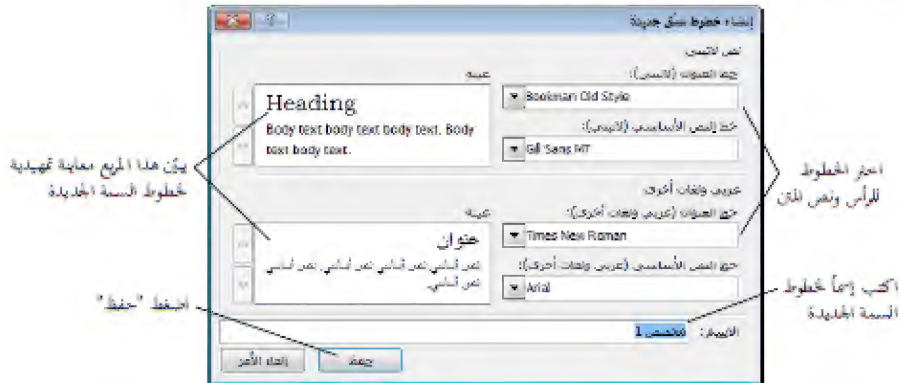 إنشاء خطوط نسق جديدة
نص لاتيني
خط العنوان (لاتيني):
Bookman Old Style
خط النص الأساسي (لاتيني):
Gill Sans MT
عينة
Heading
Body text body text body text. Body
text body text.
عربي ولغات أخرى
خط العنوان (عربي ولغات أخرى):
Times New Roman
خط النص الأساسي (عربي ولغات أخرى):
Arial
عينة
عنوان
نص أساسي نص أساسي نص أساسي. نص أساسي
نص أساسي.
الاسم: مخصص 1
حفظ
إلغاء الأمر
اختر الخطوط
للرأس ونص المتن
اكتب إسماً لخطوط
السمة الجديدة
يبيّن هذا المربع معاينة تمهيدية
لخطوط السمة الجديدة
اضغط "حفظ"